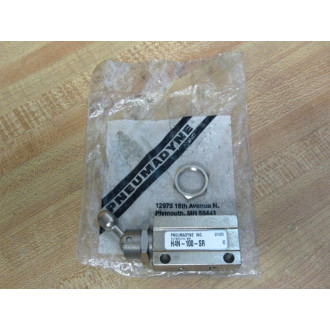 PNEUMADYNE
12975 16th Avenue N.
Plymouth, MN 55441
PNEUMADYNE INC.
H4N-100-SR